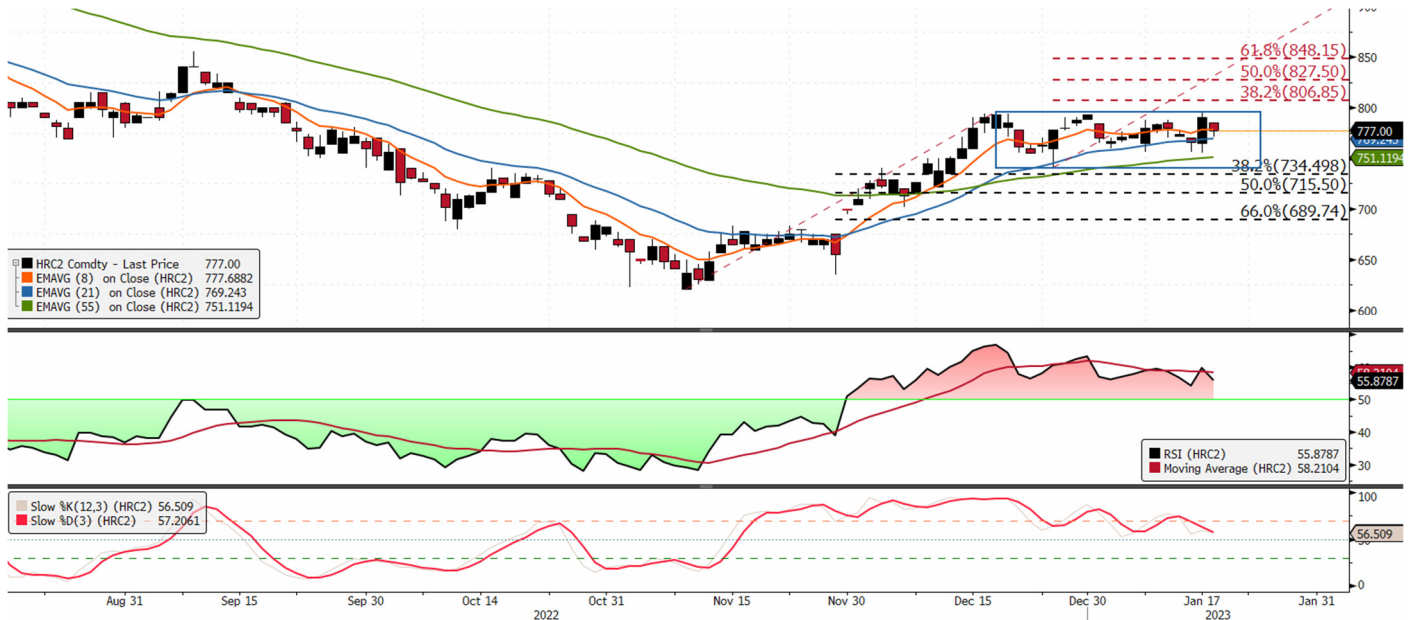 900
61.8%(848.15)
850
50.0%(827.50)
38.2%(806.85)
800
777.00
769.243
751.1194
38.2%(734.498)
50.0%(715.50)
700
66.0%(689.74)
650
600
HRC2 Comdty - Last Price 777.00
EMAVG (8) on Close (HRC2) 777.6882
EMAVG (21) on Close (HRC2) 769.243
EMAVG (55) on Close (HRC2) 751.1194
58.2104
55.8787
50
40
30
RSI (HRC2) 55.8787
Moving Average (HRC2) 58.2104
Slow %K(12,3) (HRC2) 56.509
Slow %D(3) (HRC2) 57.2061
100
56.509
0
Aug 31 Sep 15 Sep 30 Oct 14 Oct 31 Nov 15 Nov 30 Dec 15 Dec 30 Jan 17 Jan 31
2022 2023